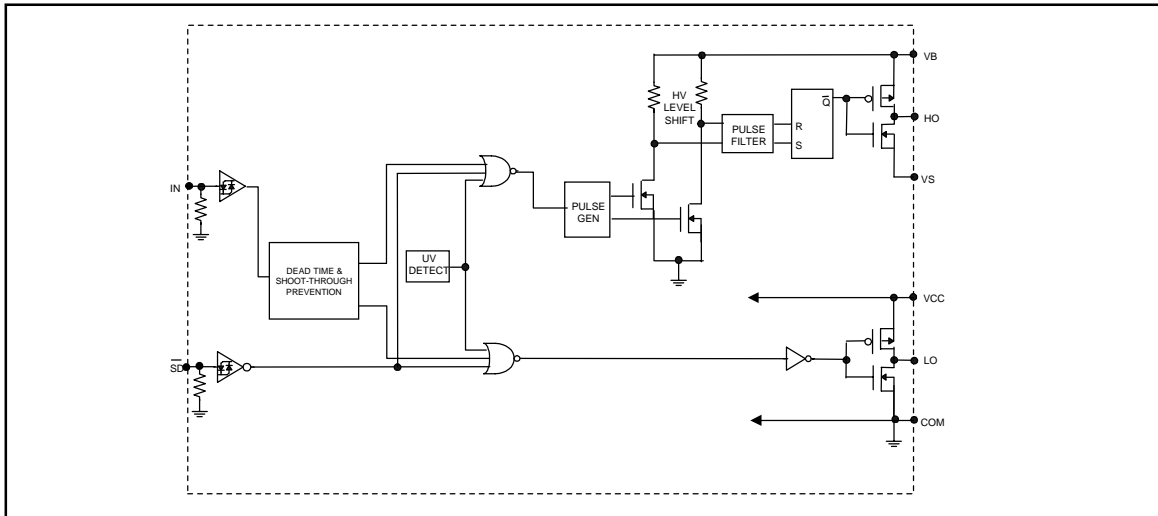 VB
HV
LEVEL
SHIFT
Q̅
PULSE
FILTER
R
S
HO
VS
IN
PULSE
GEN
UV
DETECT
DEAD TIME &
SHOOT-THROUGH
PREVENTION
VCC
S̅D̅
LO
COM